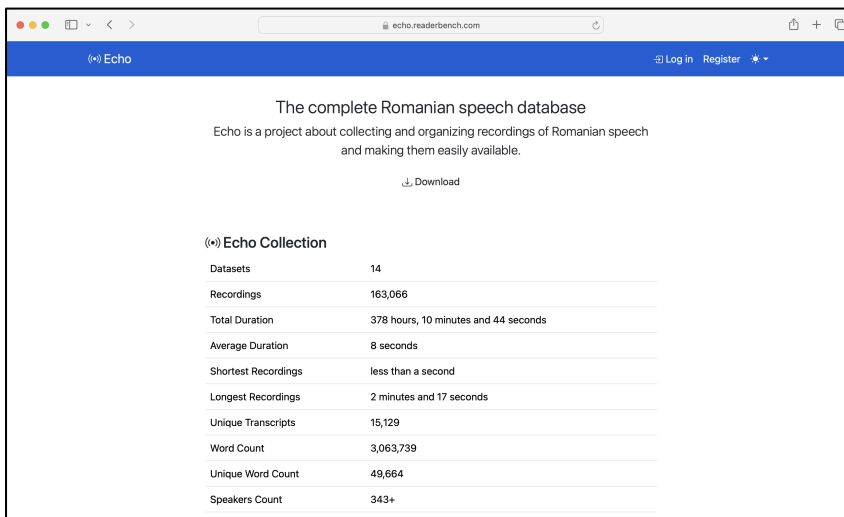 echo.readerbench.com
Echo Log in Register
The complete Romanian speech database
Echo is a project about collecting and organizing recordings of Romanian speech
and making them easily available.
Download
Echo Collection
Datasets 14
Recordings 163,066
Total Duration 378 hours, 10 minutes and 44 seconds
Average Duration 8 seconds
Shortest Recordings less than a second
Longest Recordings 2 minutes and 17 seconds
Unique Transcripts 15,129
Word Count 3,063,739
Unique Word Count 49,664
Speakers Count 343+